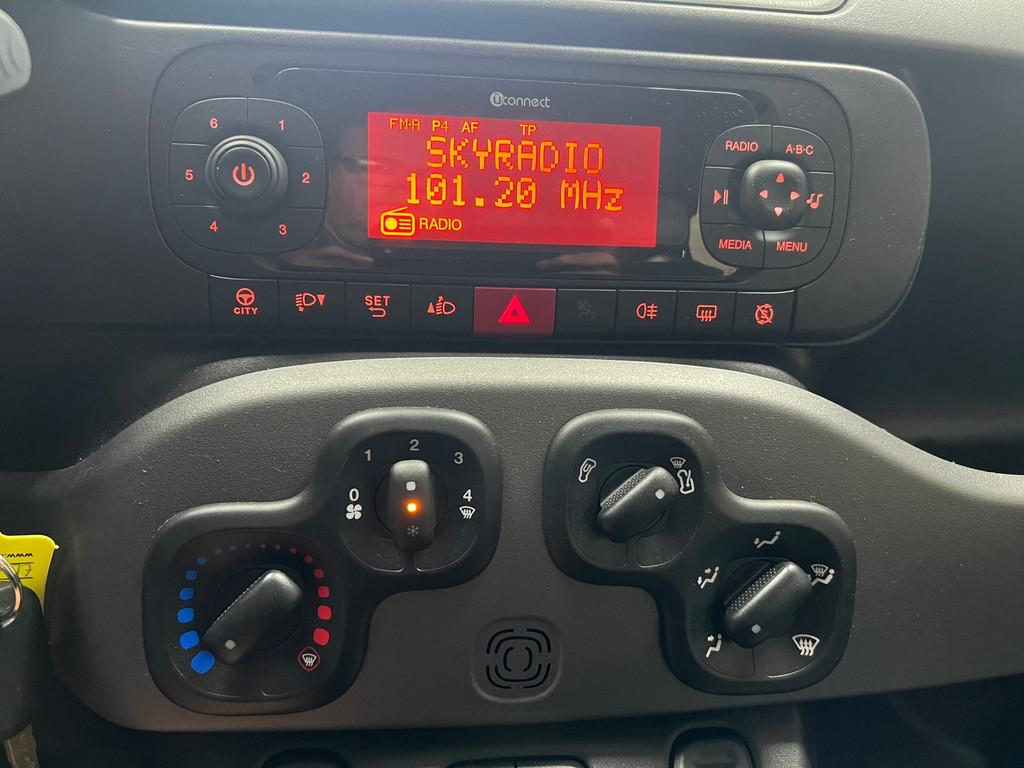 Uconnect
FM-A P4 AF TP
SKYRADIO
101.20 MHz
RADIO
6 1
5 2
4 3
RADIO A·B·C
MEDIA MENU
CITY SET
1 2 3
0 4